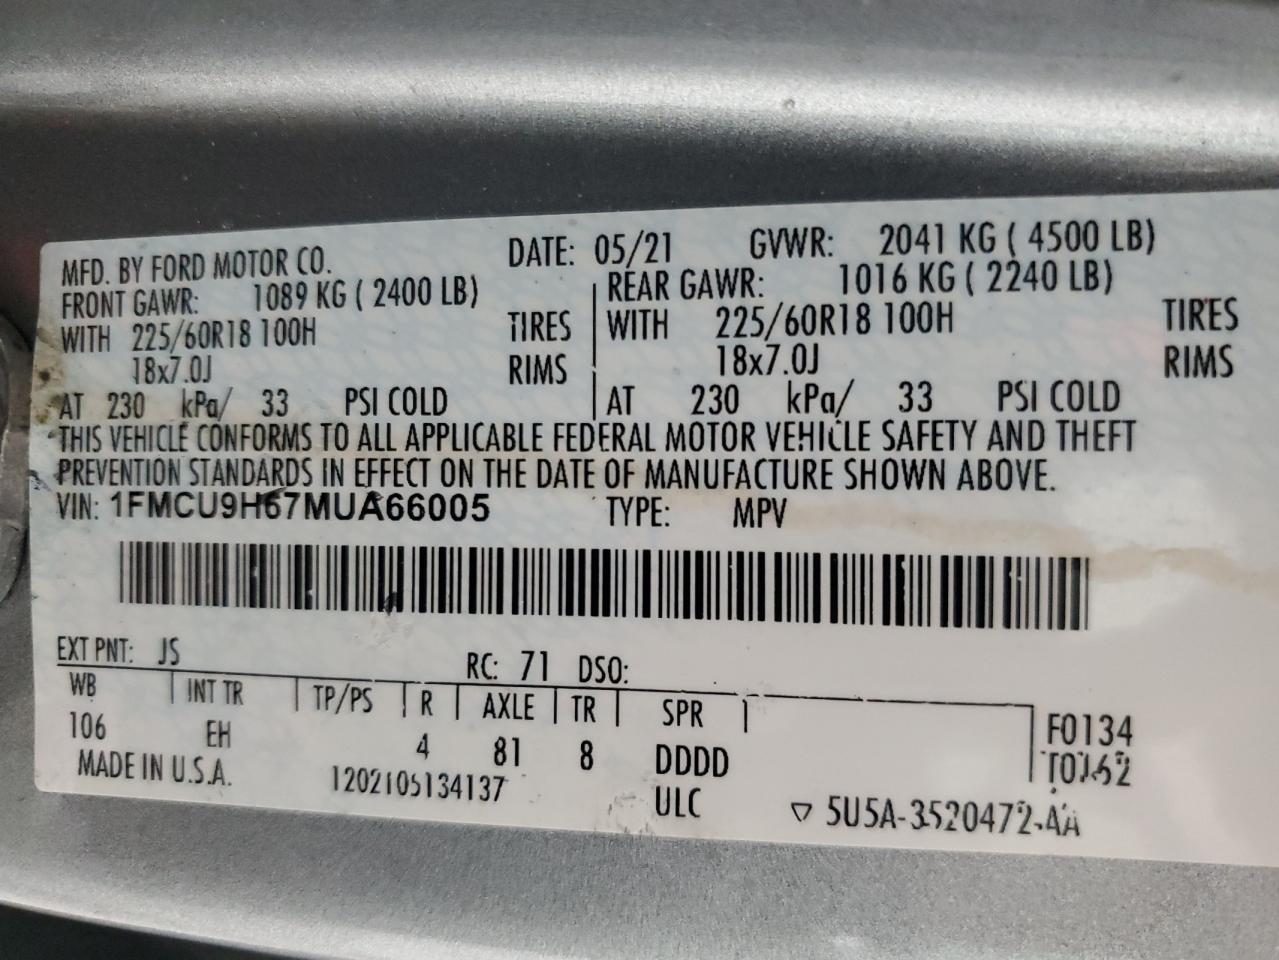 MFD. BY FORD MOTOR CO. DATE: 05/21 GVWR: 2041 KG ( 4500 LB)
FRONT GAWR: 1089 KG ( 2400 LB) REAR GAWR: 1016 KG ( 2240 LB)
WITH 225/60R18 100H TIRES WITH 225/60R18 100H TIRES
18x7.0J RIMS 18x7.0J RIMS
AT 230 kPa/ 33 PSI COLD AT 230 kPa/ 33 PSI COLD
THIS VEHICLE CONFORMS TO ALL APPLICABLE FEDERAL MOTOR VEHICLE SAFETY AND THEFT
PREVENTION STANDARDS IN EFFECT ON THE DATE OF MANUFACTURE SHOWN ABOVE.
VIN: 1FMCU9H67MUA66005 TYPE: MPV
EXT PNT: JS RC: 71 DSO:
WB INT TR TP/PS R AXLE TR SPR
106 EH 4 81 8 DDDD F0134
MADE IN U.S.A. 1202105134137 ULC
▽ 5U5A-3520472-AA